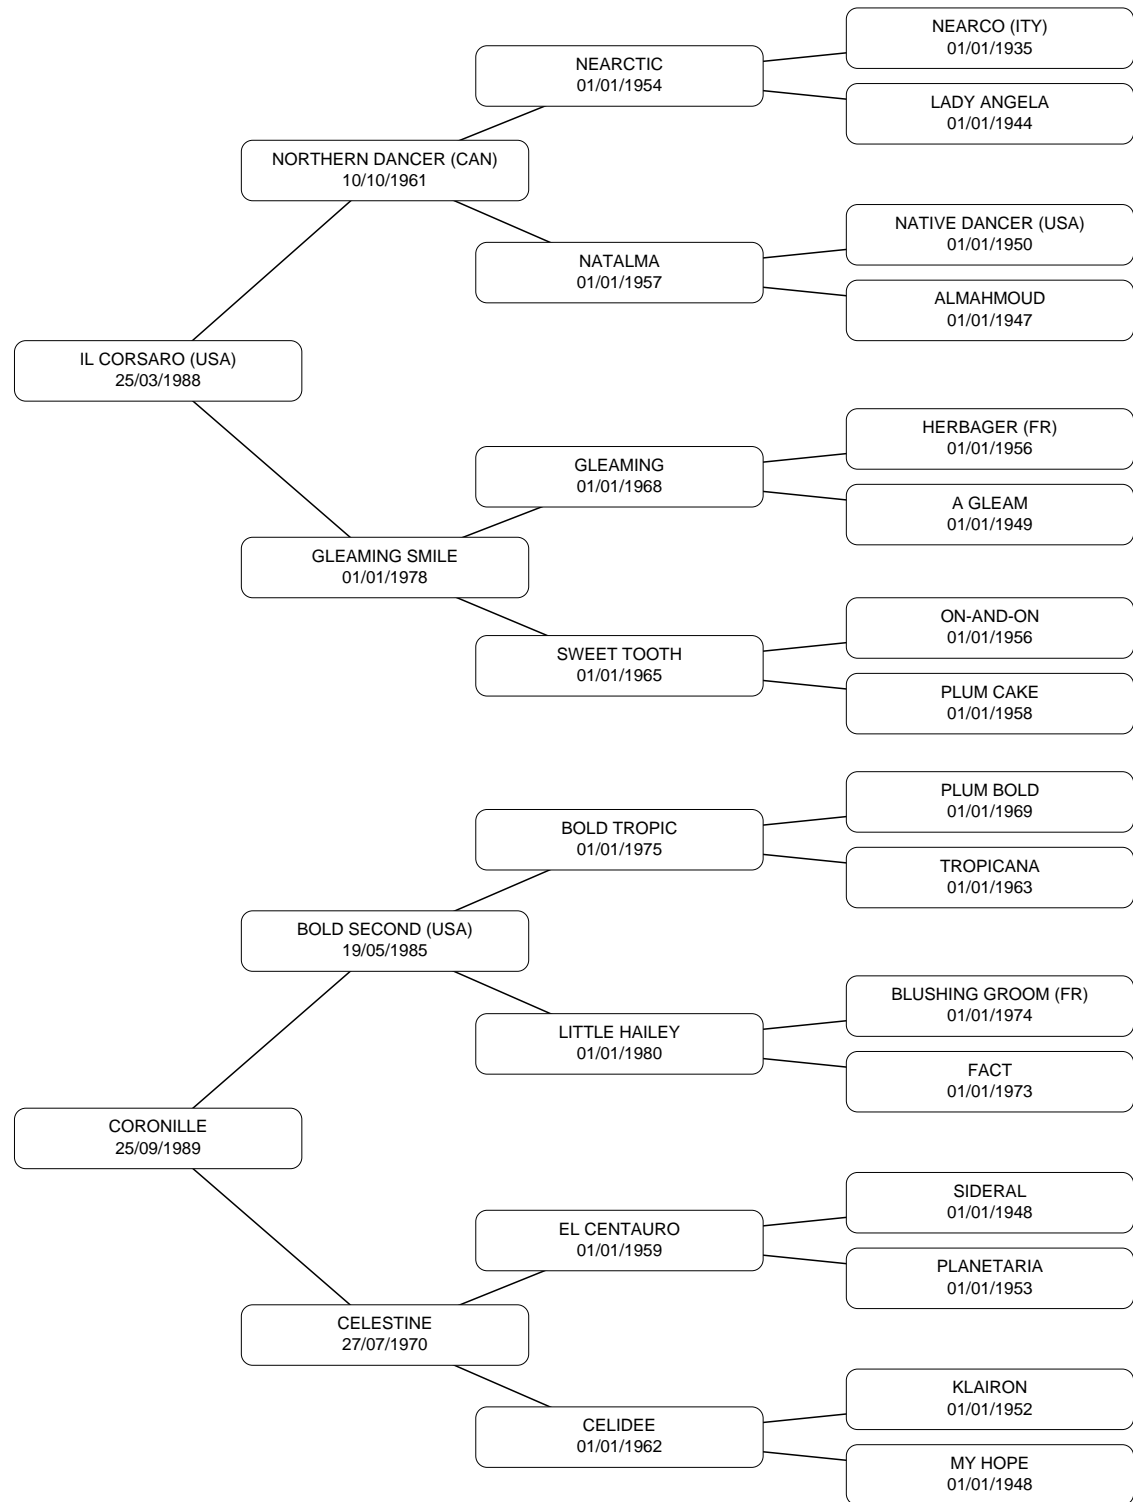 NEARCO (ITY)
01/01/1935
NEARCTIC
01/01/1954
LADY ANGELA
01/01/1944
NORTHERN DANCER (CAN)
10/10/1961
NATIVE DANCER (USA)
01/01/1950
NATALMA
01/01/1957
ALMAHMOUD
01/01/1947
IL CORSARO (USA)
25/03/1988
HERBAGER (FR)
01/01/1956
GLEAMING
01/01/1968
A GLEAM
01/01/1949
GLEAMING SMILE
01/01/1978
ON-AND-ON
01/01/1956
SWEET TOOTH
01/01/1965
PLUM CAKE
01/01/1958
PLUM BOLD
01/01/1969
BOLD TROPIC
01/01/1975
TROPICANA
01/01/1963
BOLD SECOND (USA)
19/05/1985
BLUSHING GROOM (FR)
01/01/1974
LITTLE HAILEY
01/01/1980
FACT
01/01/1973
CORONILLE
25/09/1989
SIDERAL
01/01/1948
EL CENTAURO
01/01/1959
PLANETARIA
01/01/1953
CELESTINE
27/07/1970
KLAIRON
01/01/1952
CELIDEE
01/01/1962
MY HOPE
01/01/1948